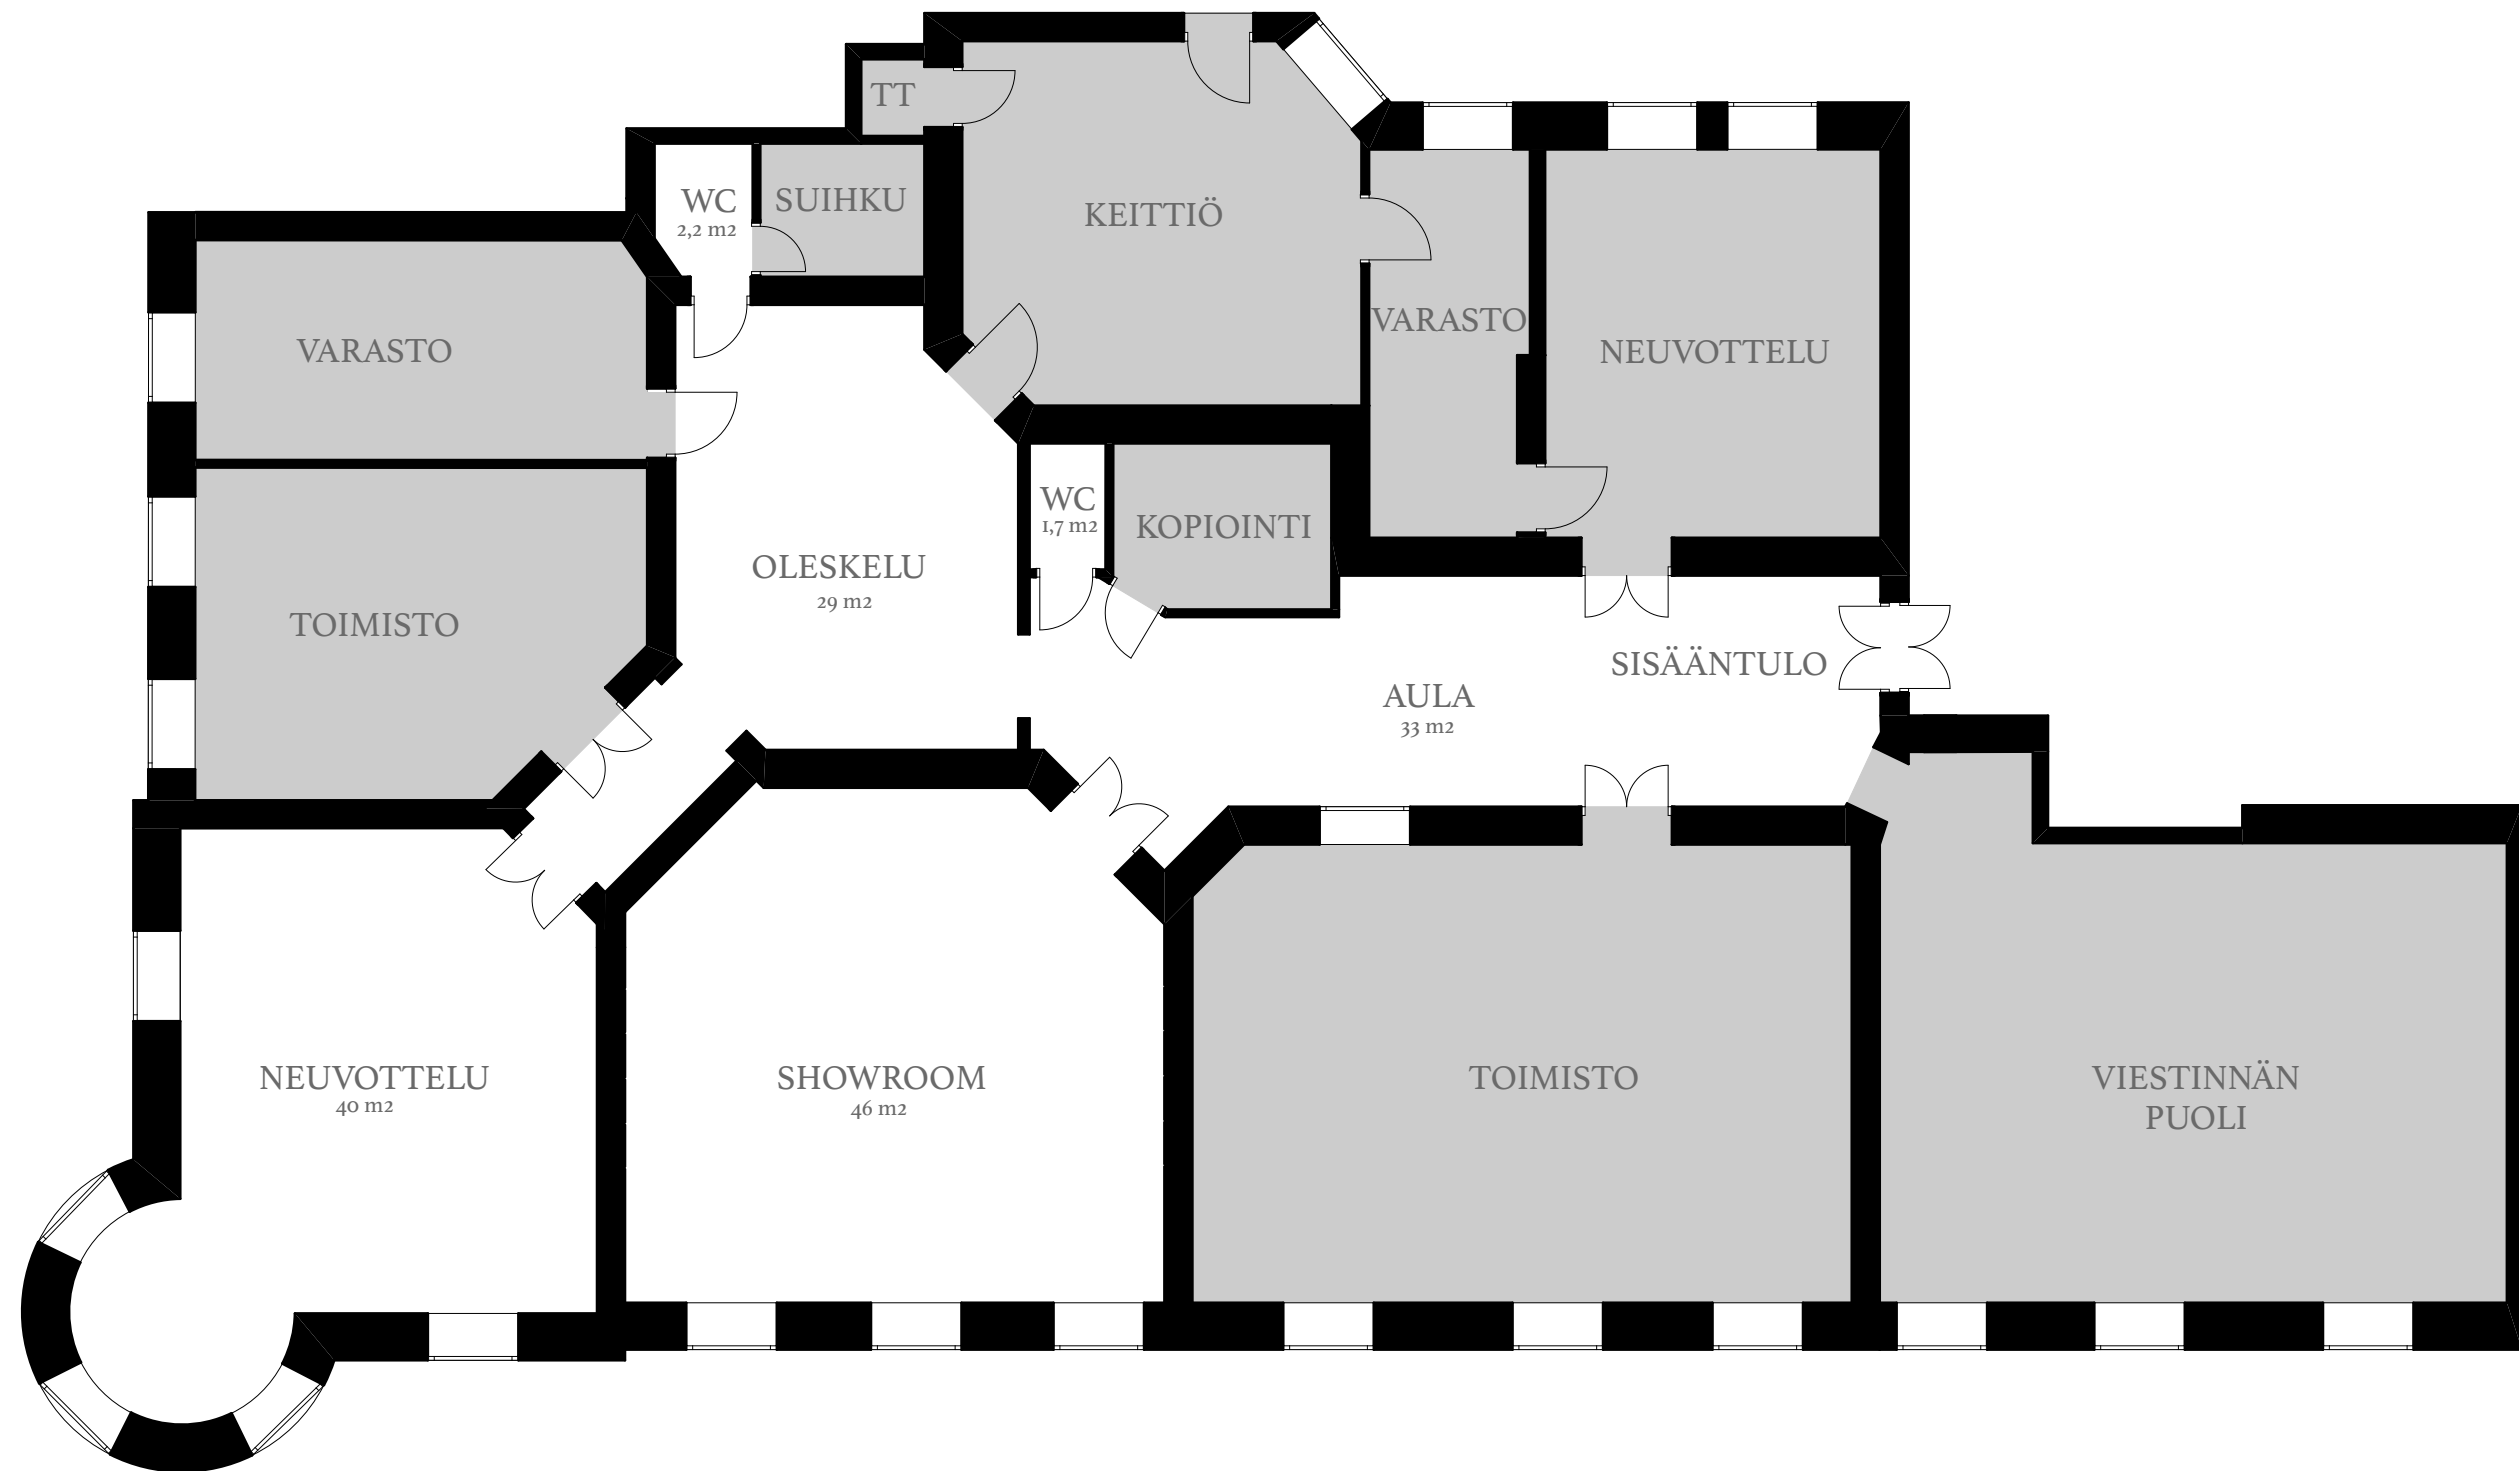 TT
WC
2,2 m2
SUIHKU
KEITTIÖ
VARASTO
VARASTO
NEUVOTTELU
WC
1,7 m2
KOPIOINTI
OLESKELU
29 m2
TOIMISTO
SISÄÄNTULO
AULA
33 m2
NEUVOTTELU
40 m2
SHOWROOM
46 m2
TOIMISTO
VIESTINNÄN
PUOLI